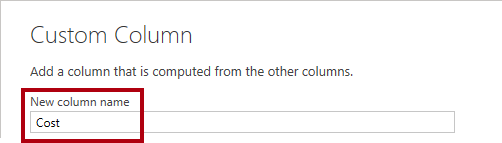 Custom Column
Add a column that is computed from the other columns.
New column name
Cost